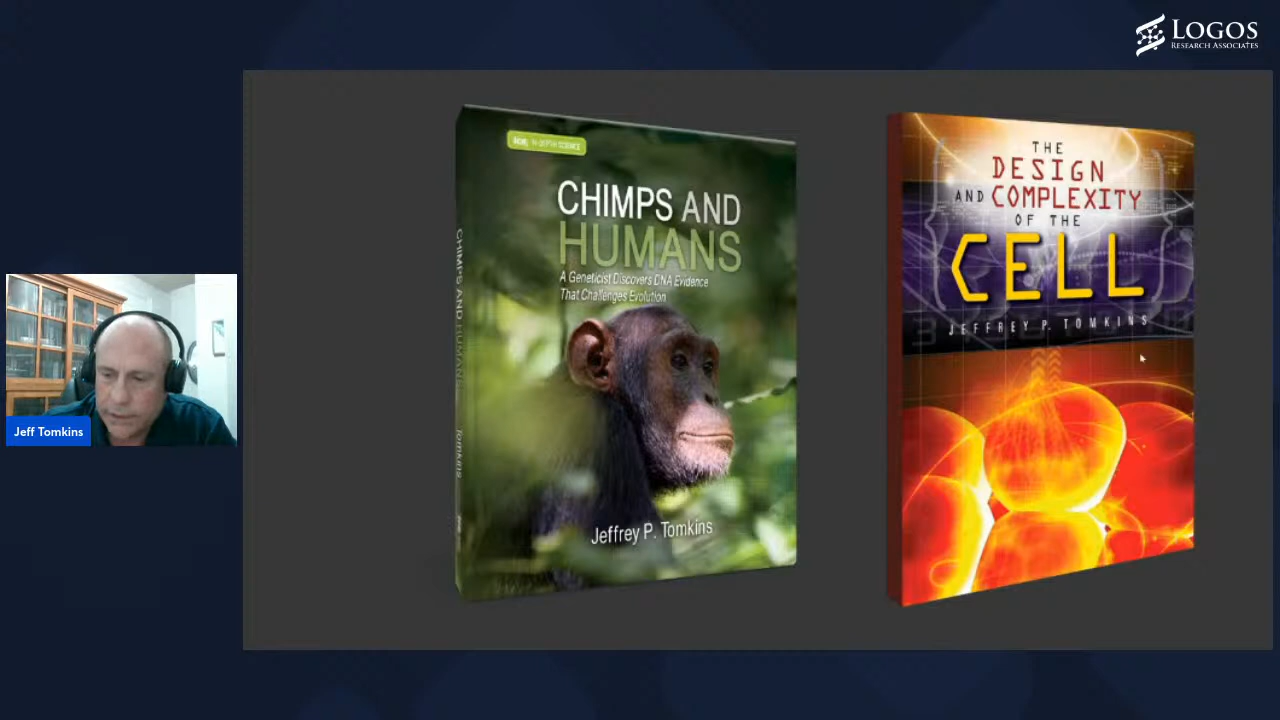 LOGOS
RESEARCH ASSOCIATES
IN-DEPTH SCIENCE
CHIMPS AND
HUMANS
A Geneticist Discovers DNA Evidence
That Challenges Evolution
Jeffrey P. Tomkins
CHIMPS AND HUMANS
Tomkins
THE
DESIGN
AND COMPLEXITY
OF THE
CELL
JEFFREY P. TOMKINS
Jeff Tomkins